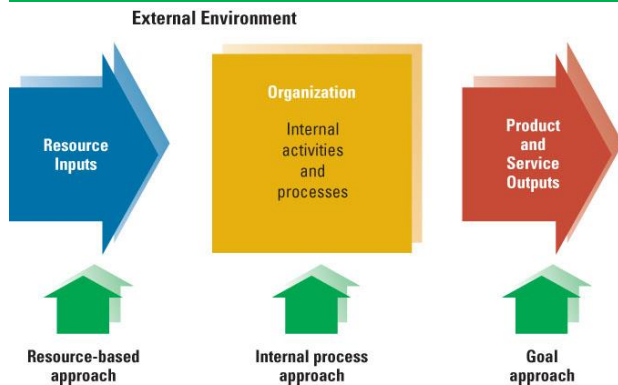 External Environment
Resource
Inputs
Organization
Internal
activities
and
processes
Product
and
Service
Outputs
Resource-based
approach
Internal process
approach
Goal
approach